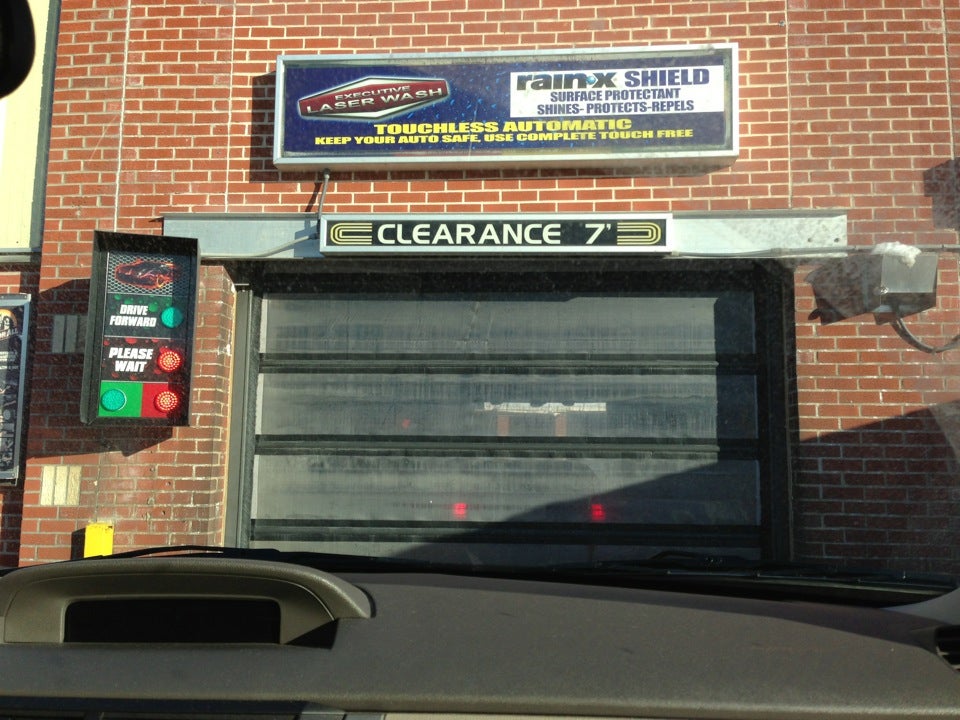 EXECUTIVE
LASER WASH
rain-x SHIELD
SURFACE PROTECTANT
SHINES- PROTECTS-REPELS
TOUCHLESS AUTOMATIC
KEEP YOUR AUTO SAFE, USE COMPLETE TOUCH FREE
CLEARANCE 7'
DRIVE
FORWARD
PLEASE
WAIT